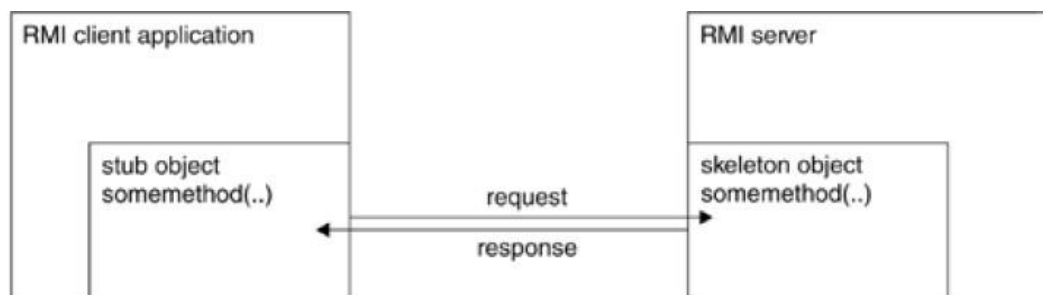 RMI client application
RMI server
stub object
somemethod(..)
skeleton object
somemethod(..)
request
response